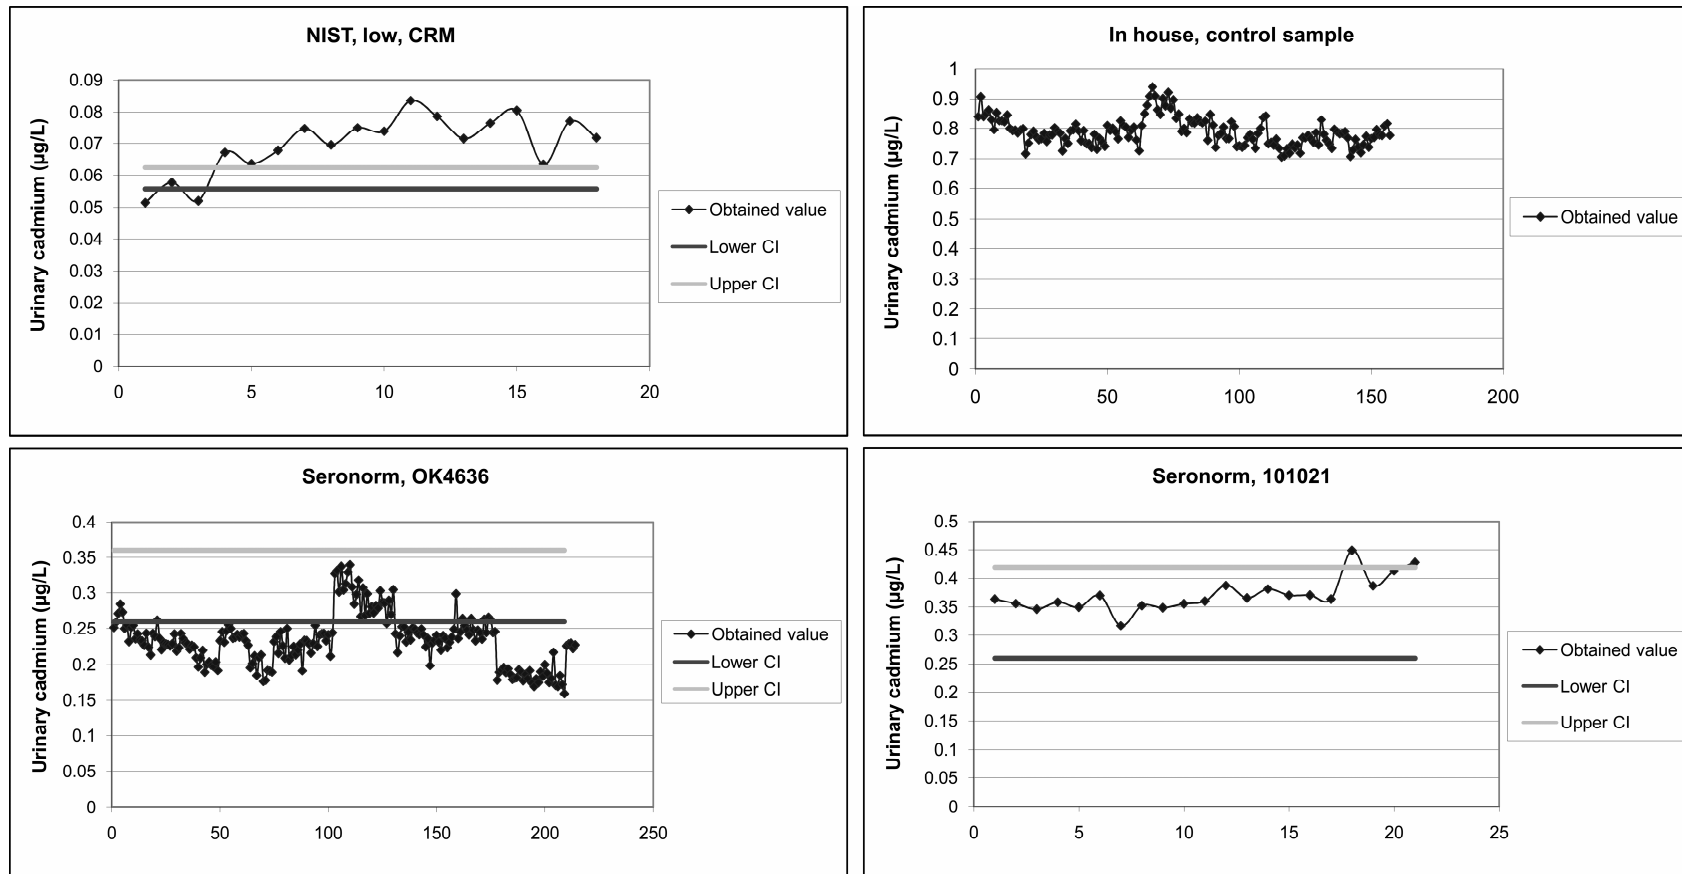 NIST, low, CRM
Urinary cadmium (µg/L)
0.09
0.08
0.07
0.06
0.05
0.04
0.03
0.02
0.01
0
0 5 10 15 20
Obtained value
Lower CI
Upper CI
In house, control sample
Urinary cadmium (µg/L)
1
0.9
0.8
0.7
0.6
0.5
0.4
0.3
0.2
0.1
0
0 50 100 150 200
Obtained value
Seronorm, OK4636
Urinary cadmium (µg/L)
0.4
0.35
0.3
0.25
0.2
0.15
0.1
0.05
0
0 50 100 150 200 250
Obtained value
Lower CI
Upper CI
Seronorm, 101021
Urinary cadmium (µg/L)
0.5
0.45
0.4
0.35
0.3
0.25
0.2
0.15
0.1
0.05
0
0 5 10 15 20 25
Obtained value
Lower CI
Upper CI